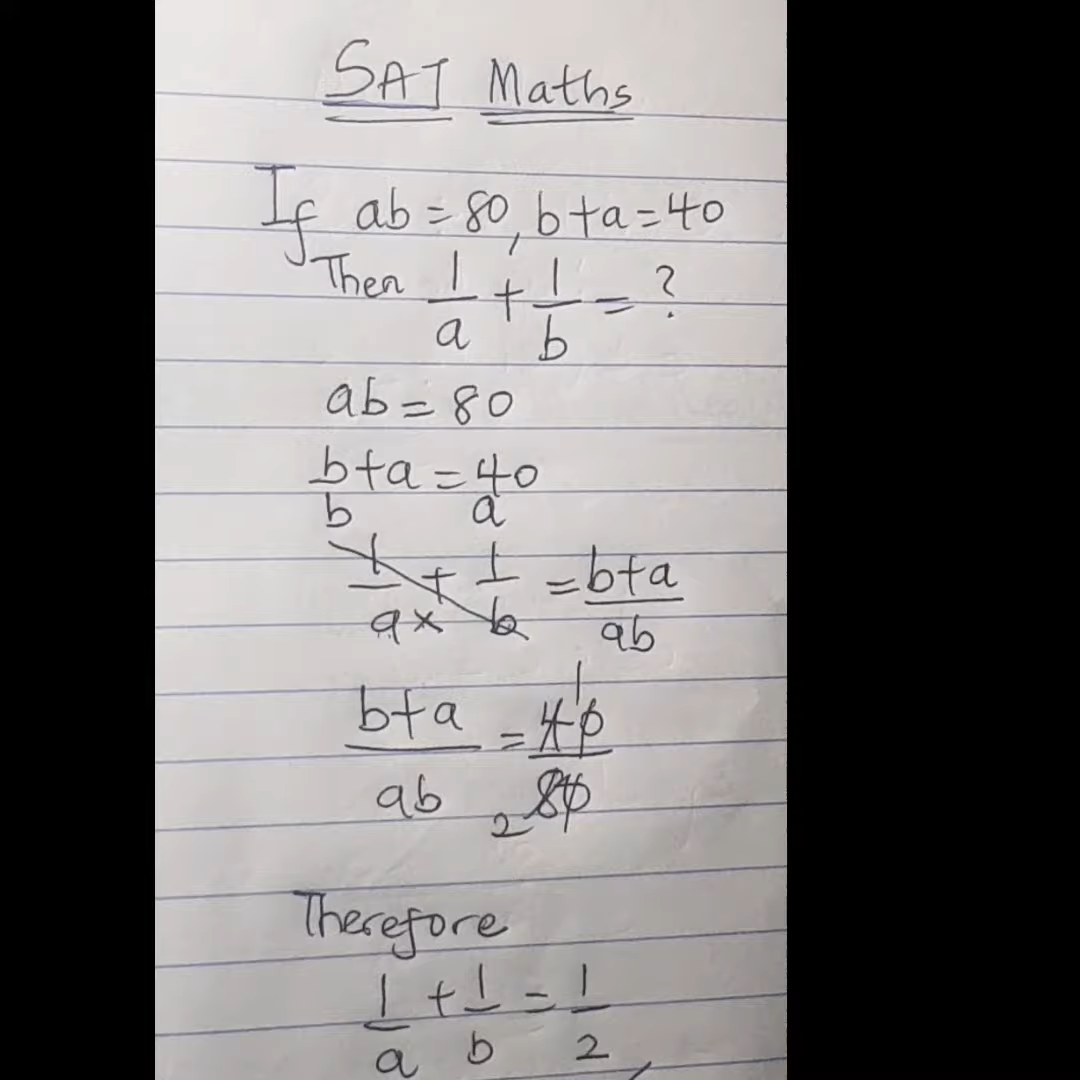 SAT Maths
If ab = 80, b+a = 40
Then 1/a + 1/b = ?
ab = 80
b+a = 40
b a
1/a × + 1/b = b+a/ab
b+a/ab = 40/80 1 2
Therefore
1/a + 1/b = 1/2